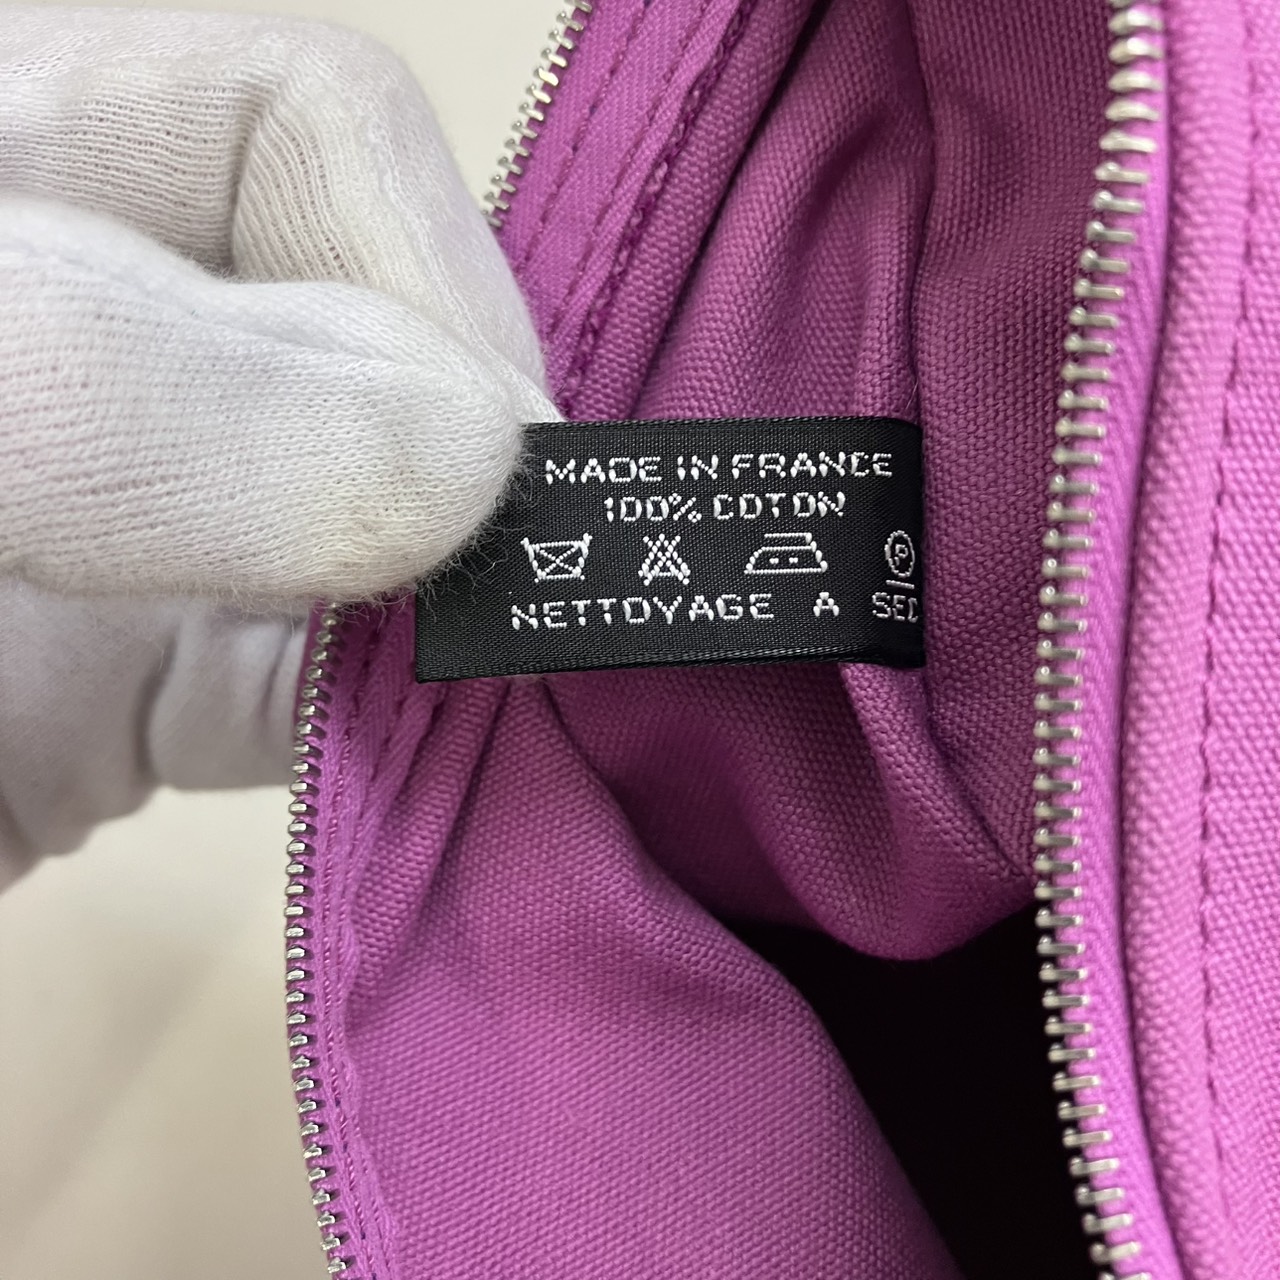 MADE IN FRANCE
100% COTON
P
NETTOYAGE A SEC